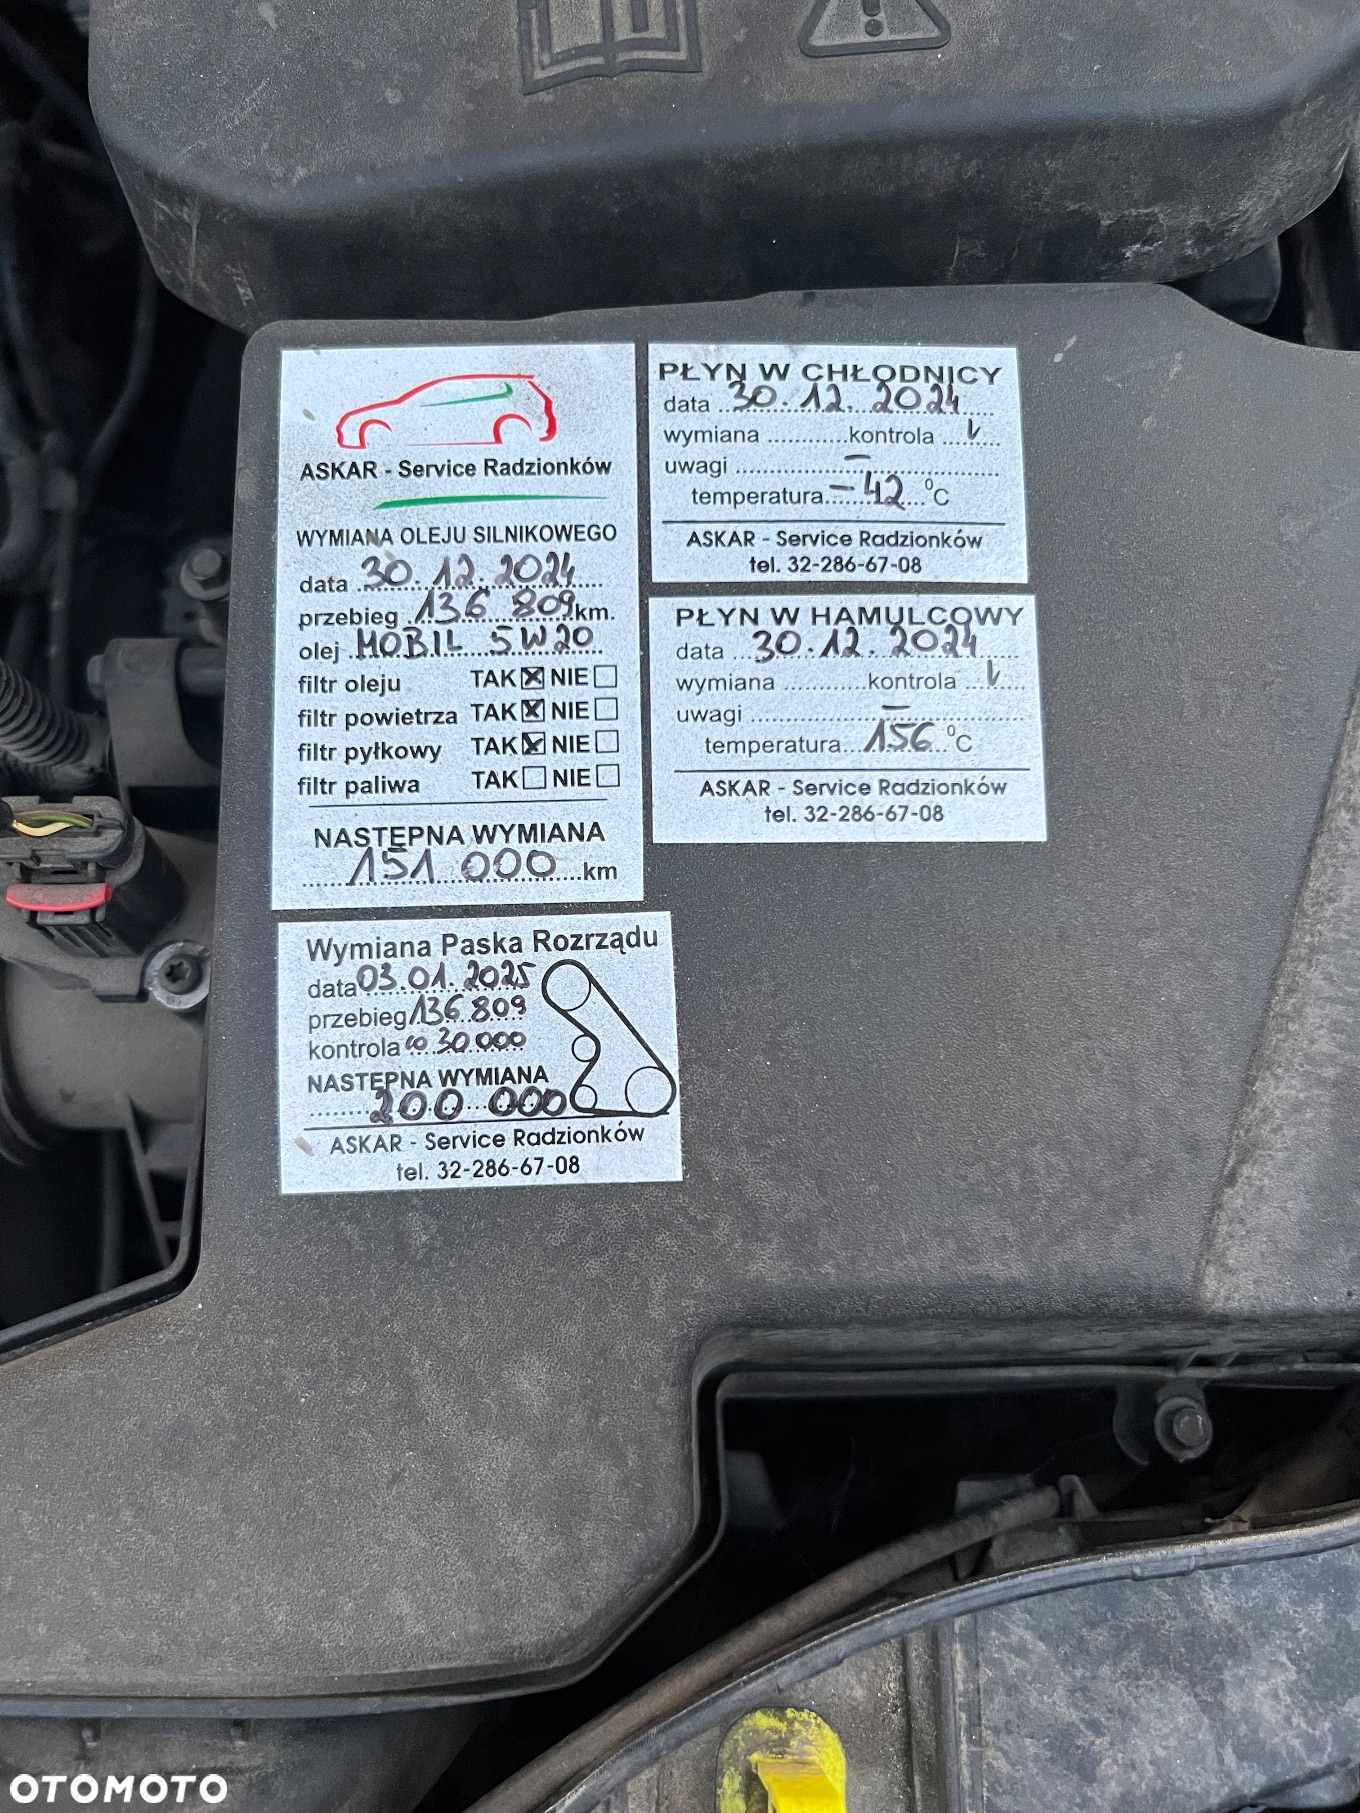 ASKAR - Service Radzionków
WYMIANA OLEJU SILNIKOWEGO
data 30.12.2024
przebieg 136 809 km.
olej MOBIL 5W20
filtr oleju TAK ☒ NIE ☐
filtr powietrza TAK ☒ NIE ☐
filtr pyłkowy TAK ☒ NIE ☐
filtr paliwa TAK ☐ NIE ☐
NASTĘPNA WYMIANA
151 000 km
PŁYN W CHŁODNICY
data 30.12.2024
wymiana ............kontrola ....V....
uwagi ....–....
temperatura -42 °C
ASKAR - Service Radzionków
tel. 32-286-67-08
PŁYN W HAMULCOWY
data 30.12.2024
wymiana ............kontrola ...V....
uwagi ....–....
temperatura... 156 ...°C
ASKAR - Service Radzionków
tel. 32-286-67-08
Wymiana Paska Rozrządu
data 03.01.2025
przebieg 136 809
kontrola co 30 000
NASTĘPNA WYMIANA
200 000
ASKAR - Service Radzionków
tel. 32-286-67-08
OTOMOTO